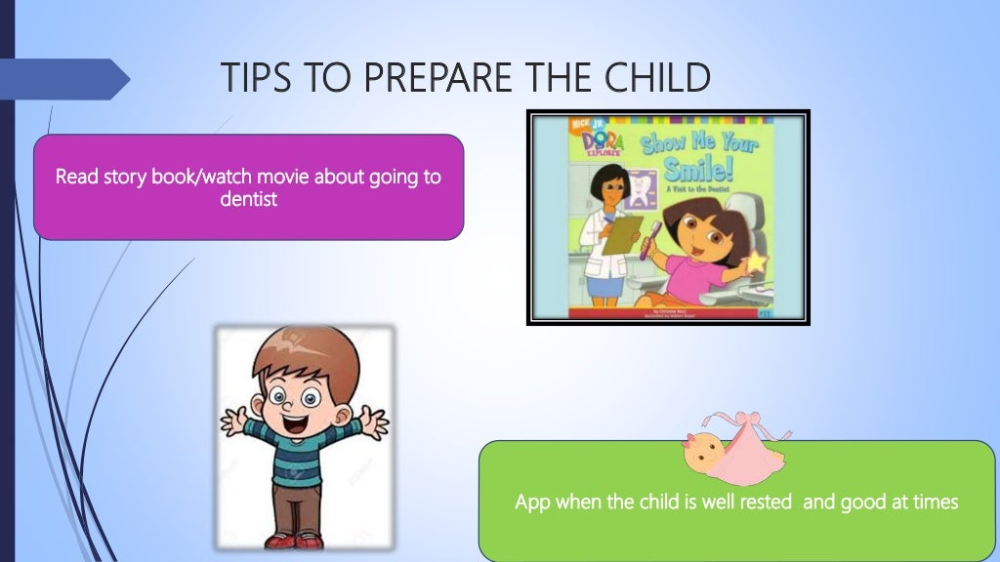 TIPS TO PREPARE THE CHILD
Read story book/watch movie about going to
dentist
NICK JR
DORA
EXPLORER
Show Me Your
Smile!
A Visit to the Dentist
App when the child is well rested  and good at times